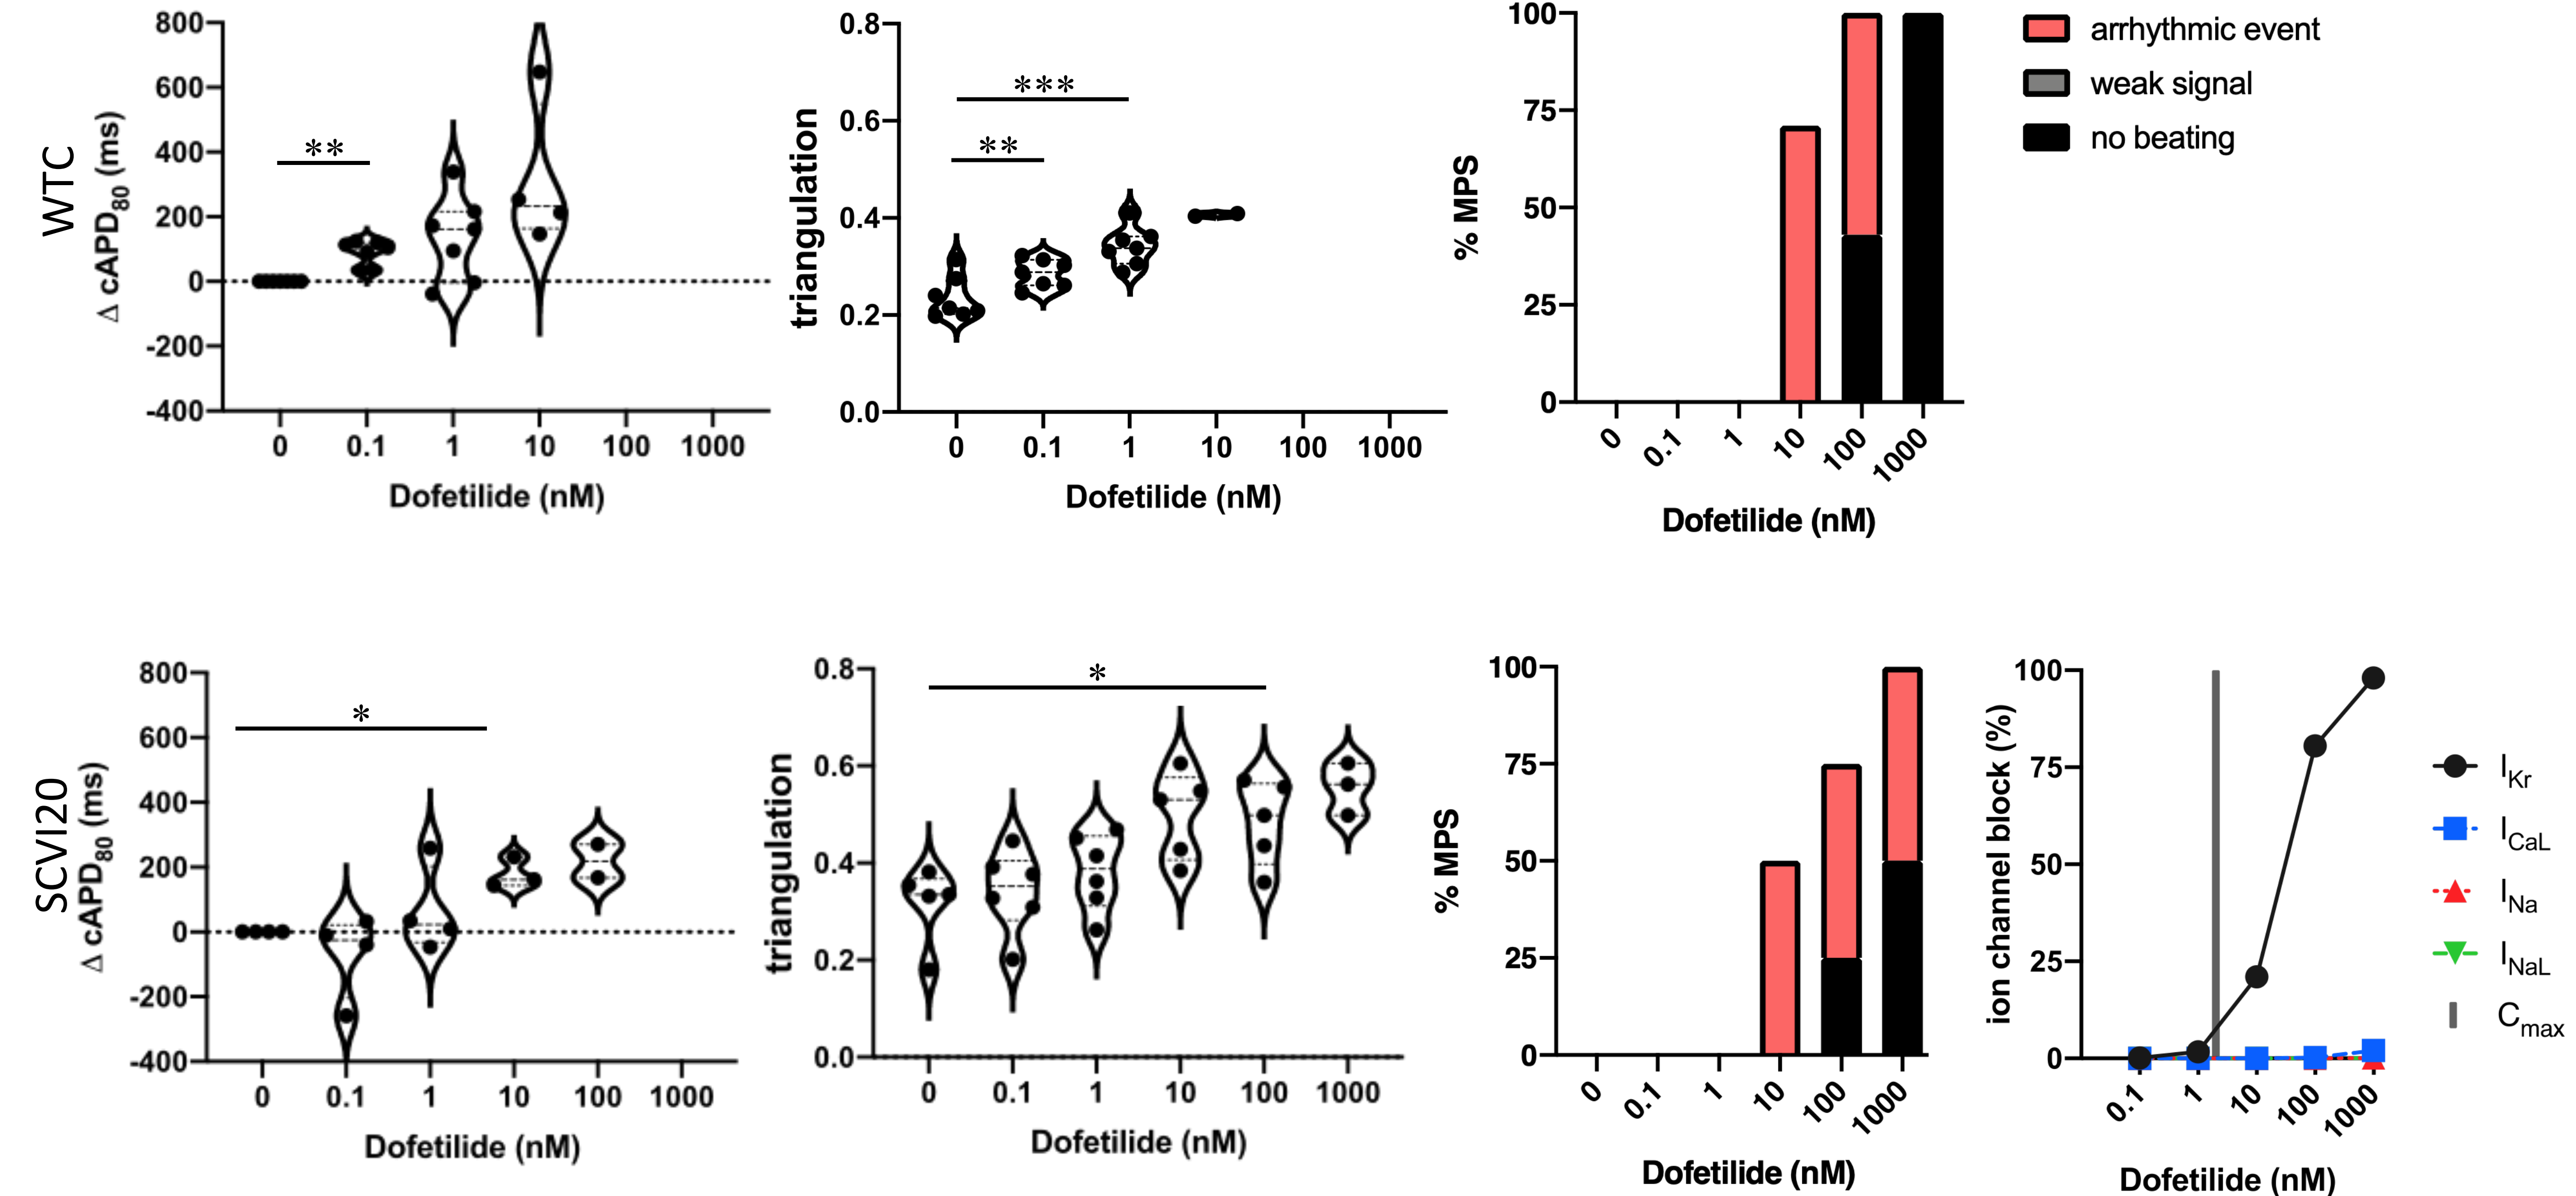 WTC
Δ cAPD80 (ms)
800
600
400
200
0
-200
-400
**
0 0.1 1 10 100 1000
Dofetilide (nM)
triangulation
0.8
0.6
0.4
0.2
0.0
***
**
0 0.1 1 10 100 1000
Dofetilide (nM)
% MPS
100
75
50
25
0
0 0.1 1 10 100 1000
Dofetilide (nM)
arrhythmic event
weak signal
no beating
SCVI20
Δ cAPD80 (ms)
800
600
400
200
0
-200
-400
*
0 0.1 1 10 100 1000
Dofetilide (nM)
triangulation
0.8
0.6
0.4
0.2
0.0
*
0 0.1 1 10 100 1000
Dofetilide (nM)
% MPS
100
75
50
25
0
0 0.1 1 10 100 1000
Dofetilide (nM)
ion channel block (%)
100
75
50
25
0
0.1 1 10 100 1000
Dofetilide (nM)
IKr
ICaL
INa
INaL
Cmax